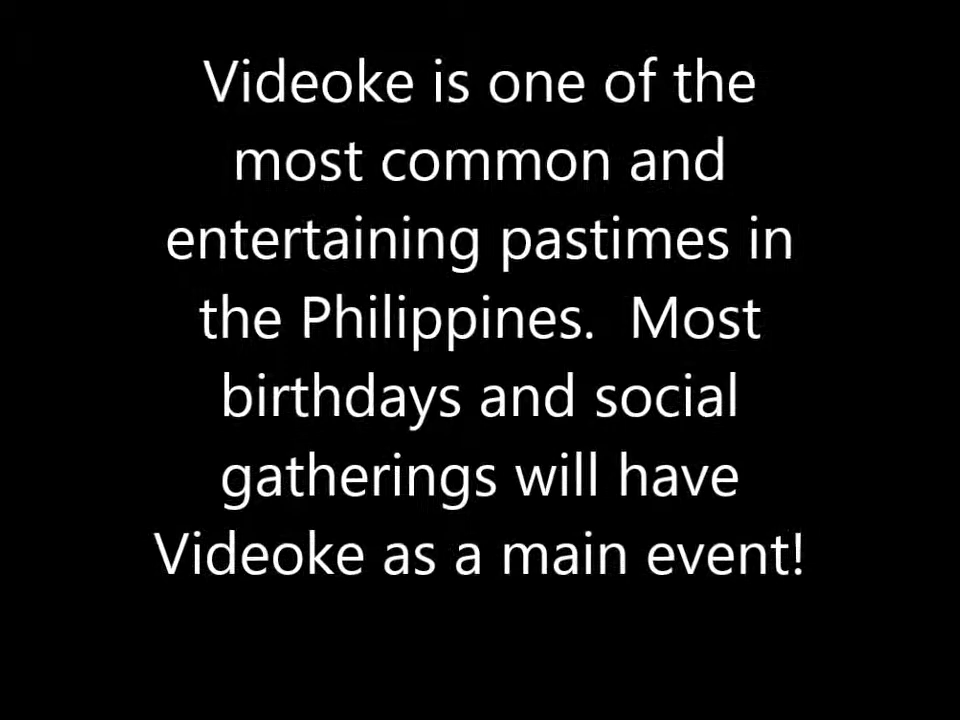 Videoke is one of the
most common and
entertaining pastimes in
the Philippines.  Most
birthdays and social
gatherings will have
Videoke as a main event!